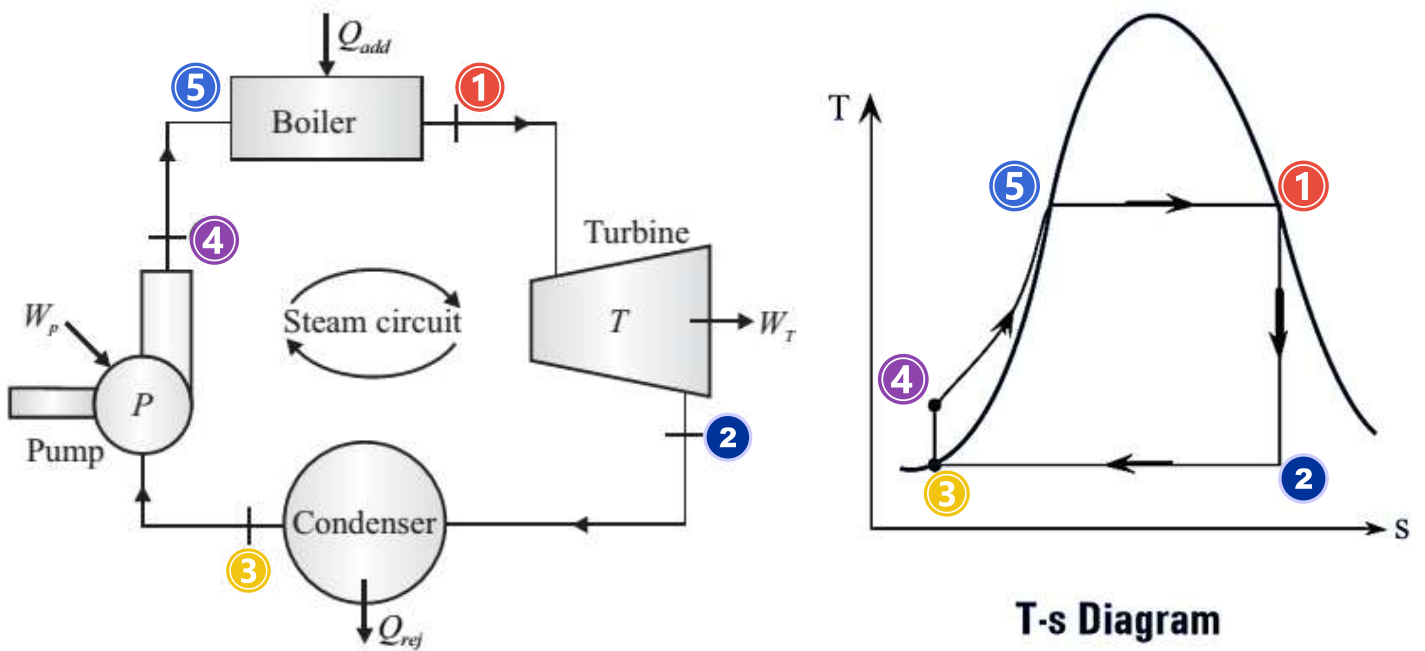 Q_add
5
1
Boiler
4
Turbine
W_p
Steam circuit
T
W_T
P
Pump
2
Condenser
3
Q_rej
T
5
1
4
3
2
s
T-s Diagram